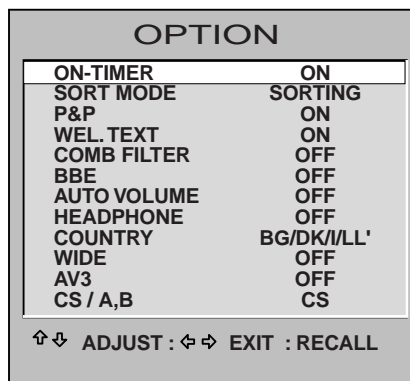 OPTION
ON-TIMER ON
SORT MODE SORTING
P&P ON
WEL. TEXT ON
COMB FILTER OFF
BBE OFF
AUTO VOLUME OFF
HEADPHONE OFF
COUNTRY BG/DK/I/LL'
WIDE OFF
AV3 OFF
CS / A,B CS
ADJUST : EXIT : RECALL